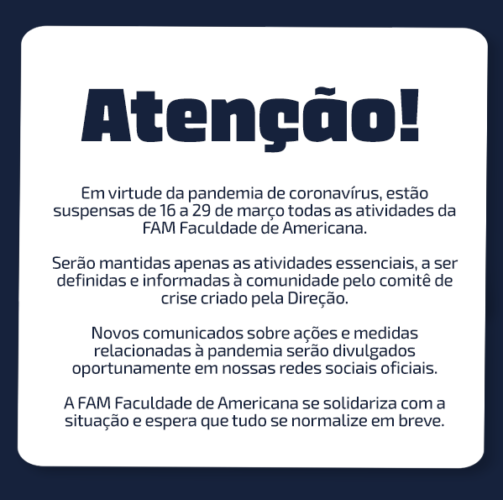 Atenção!
Em virtude da pandemia de coronavírus, estão
suspensas de 16 a 29 de março todas as atividades da
FAM Faculdade de Americana.
Serão mantidas apenas as atividades essenciais, a ser
definidas e informadas à comunidade pelo comitê de
crise criado pela Direção.
Novos comunicados sobre ações e medidas
relacionadas à pandemia serão divulgados
oportunamente em nossas redes sociais oficiais.
A FAM Faculdade de Americana se solidariza com a
situação e espera que tudo se normalize em breve.